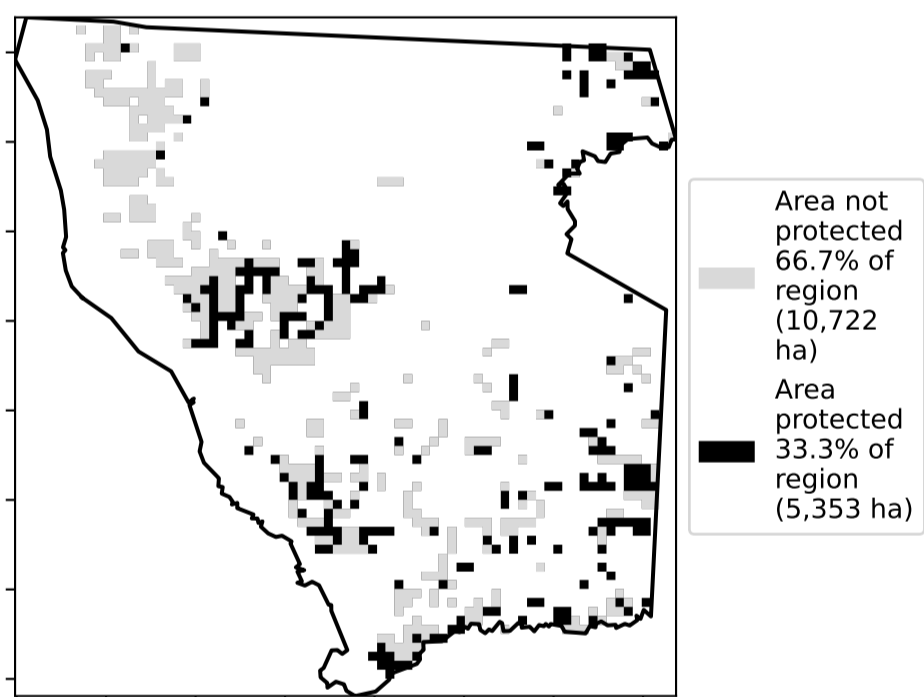 Area not
protected
66.7% of
region
(10,722
ha)
Area
protected
33.3% of
region
(5,353 ha)